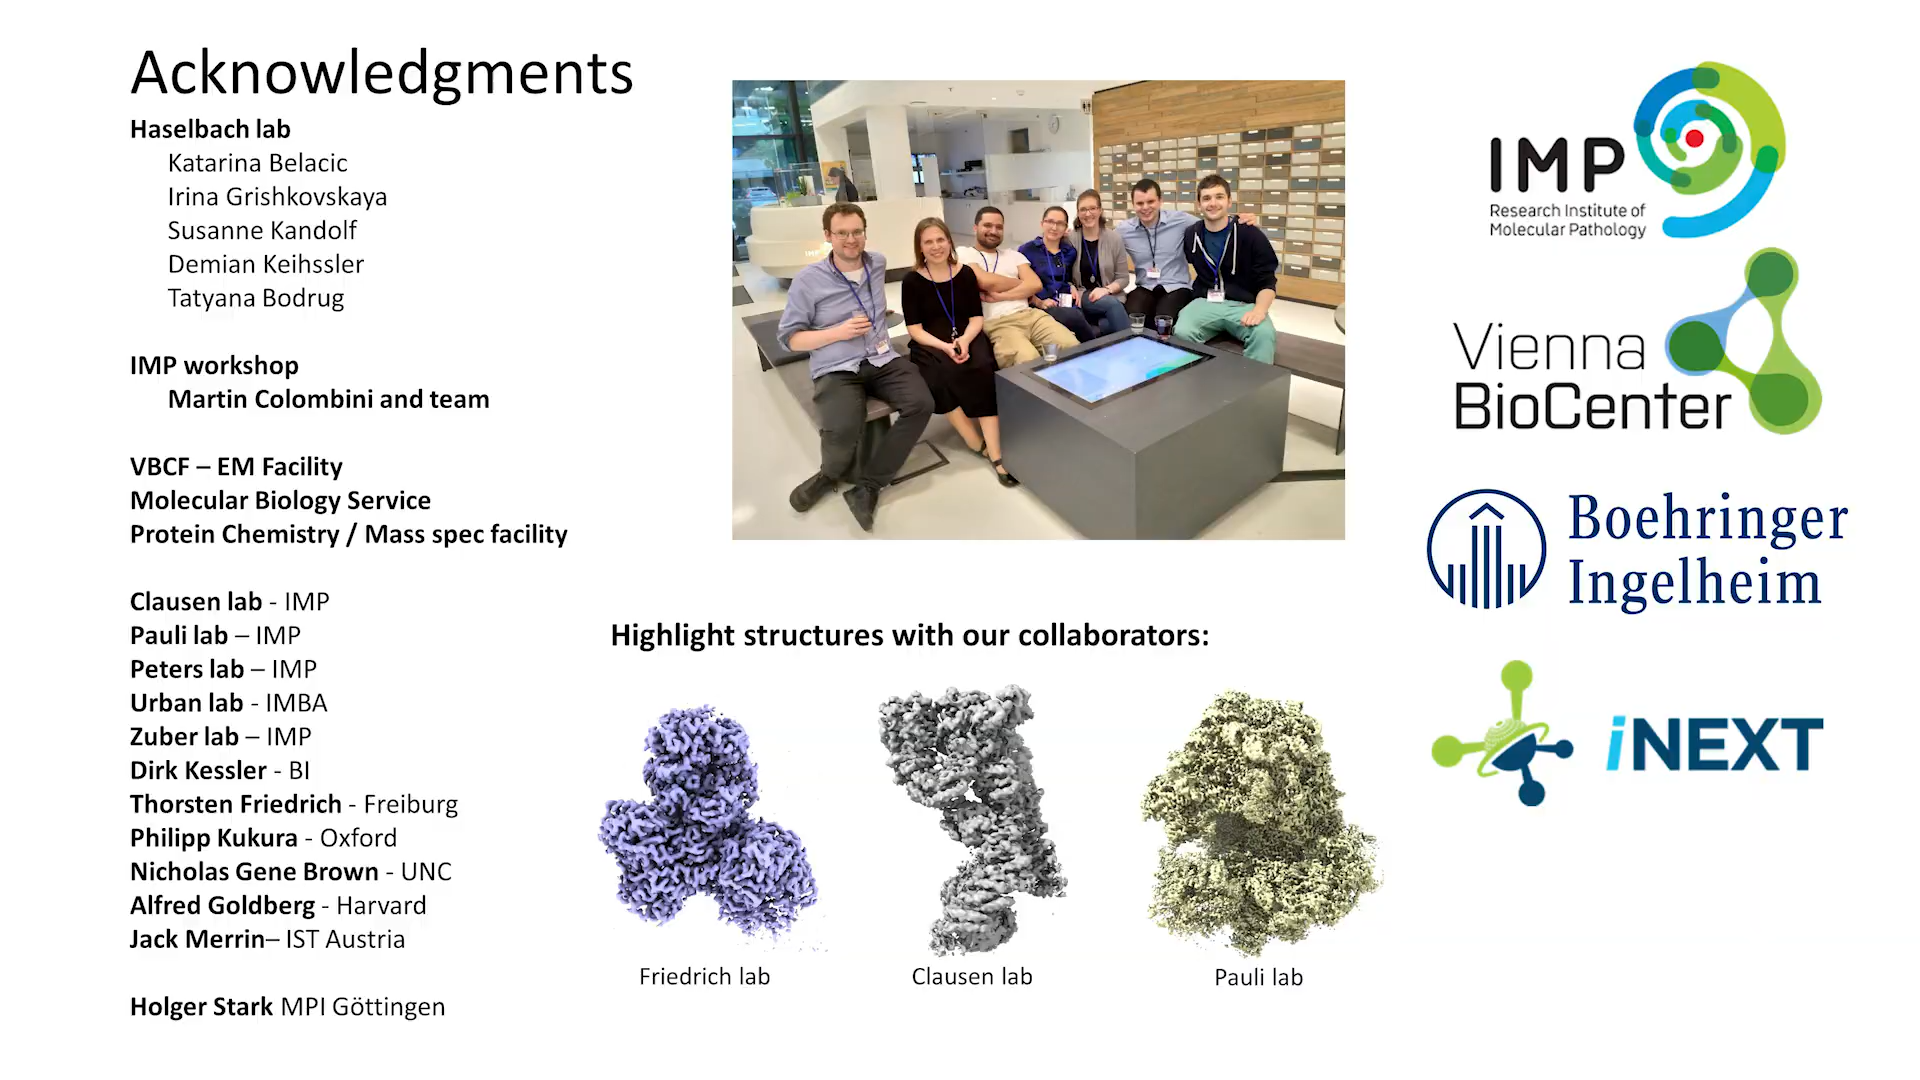 Acknowledgments
Haselbach lab
Katarina Belacic
Irina Grishkovskaya
Susanne Kandolf
Demian Keihssler
Tatyana Bodrug
IMP workshop
Martin Colombini and team
VBCF – EM Facility
Molecular Biology Service
Protein Chemistry / Mass spec facility
Clausen lab - IMP
Pauli lab – IMP
Peters lab – IMP
Urban lab - IMBA
Zuber lab – IMP
Dirk Kessler - BI
Thorsten Friedrich - Freiburg
Philipp Kukura - Oxford
Nicholas Gene Brown - UNC
Alfred Goldberg - Harvard
Jack Merrin– IST Austria
Holger Stark MPI Göttingen
Highlight structures with our collaborators:
Friedrich lab
Clausen lab
Pauli lab
IMP
Research Institute of
Molecular Pathology
Vienna
BioCenter
Boehringer
Ingelheim
iNEXT